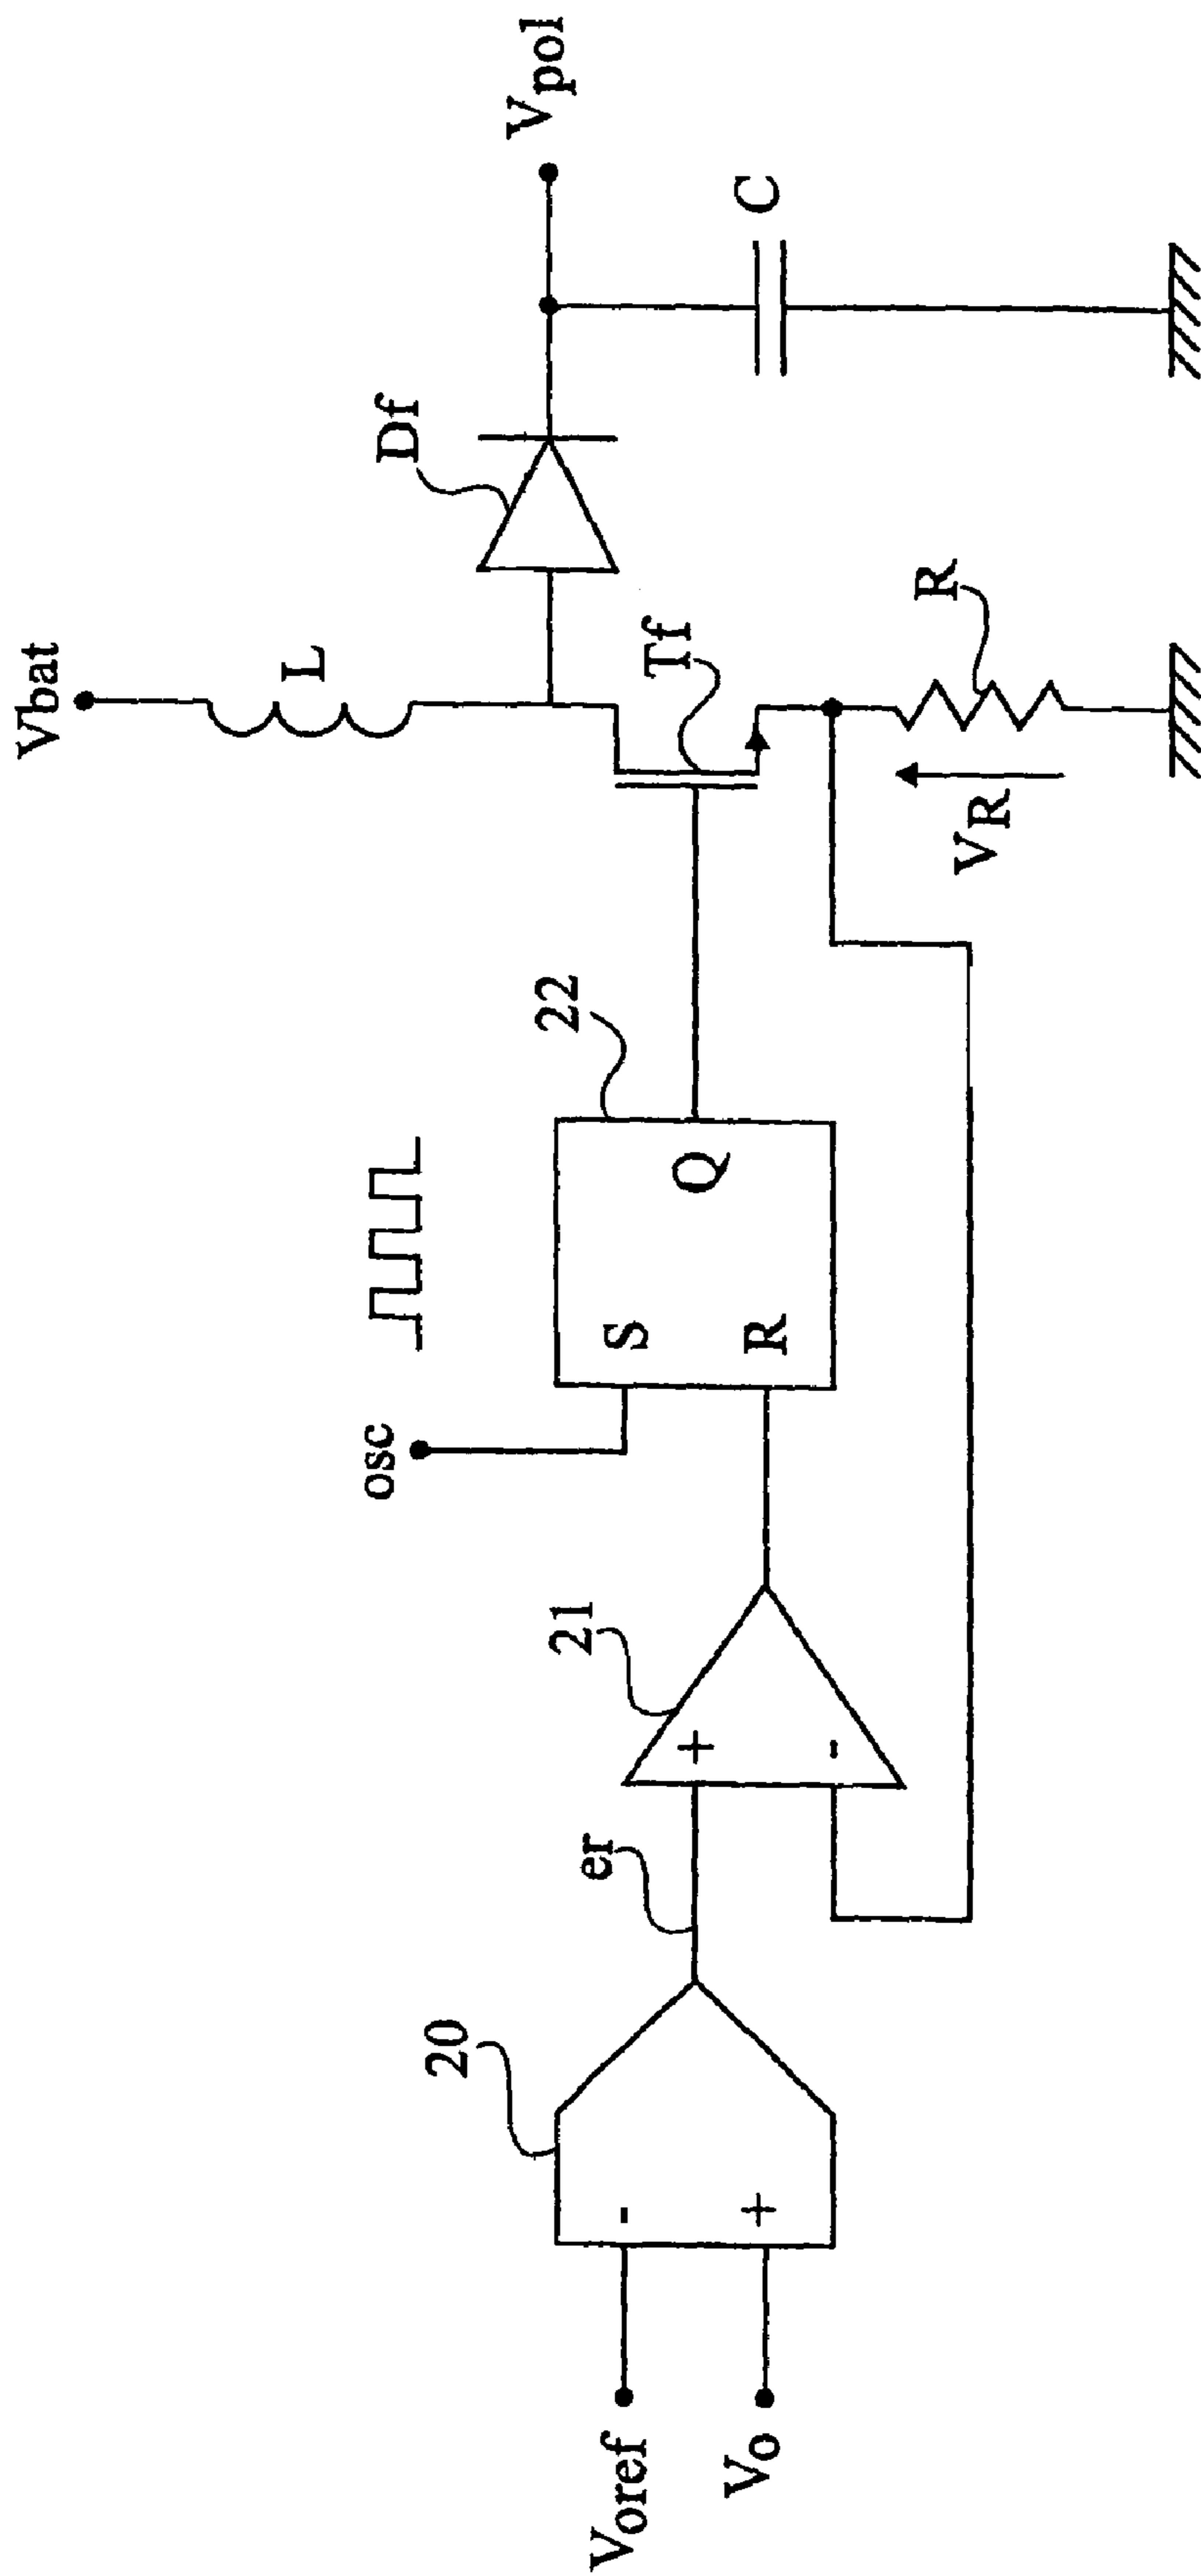 Vbat
L
Df
Vpol
C
Tf
R
VR
osc
22
S
R
Q
21
+
-
er
20
-
+
Voref
Vo